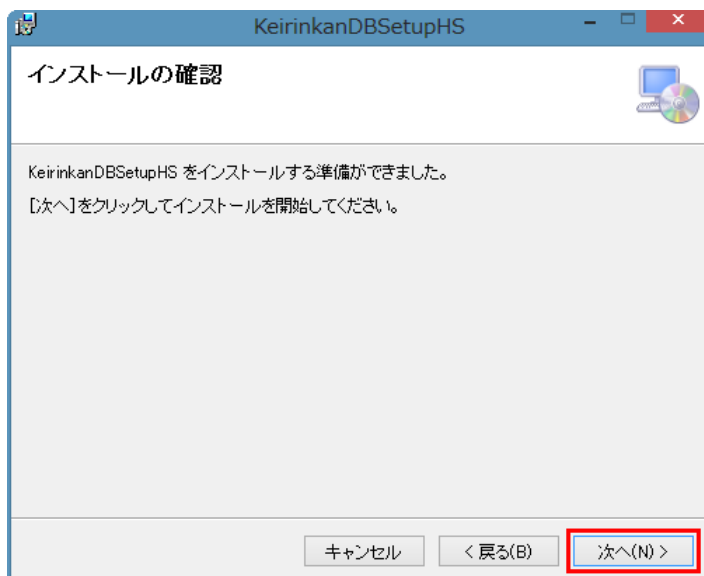 KeirinkanDBSetupHS
インストールの確認
KeirinkanDBSetupHS をインストールする準備ができました。
[次へ]をクリックしてインストールを開始してください。
キャンセル
< 戻る(B)
次へ(N) >